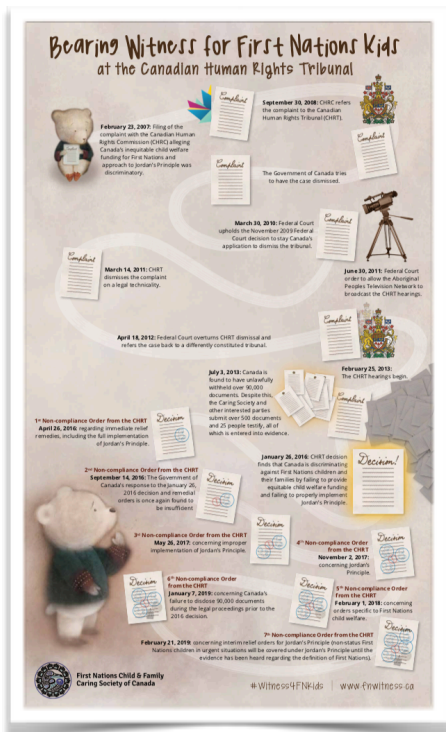 Bearing Witness for First Nations Kids
at the Canadian Human Rights Tribunal
February 23, 2007: Filing of the
complaint with the Canadian Human
Rights Commission (CHRC) alleging
Canada's inequitable child welfare
funding for First Nations and
approach to Jordan's Principle was
discriminatory.
Complaint
September 30, 2008: CHRC refers
the complaint to the Canadian
Human Rights Tribunal (CHRT).
Complaint
Complaint
The Government of Canada tries
to have the case dismissed.
March 30, 2010: Federal Court
upholds the November 2009 Federal
Court decision to stay Canada's
application to dismiss the tribunal.
Complaint
March 14, 2011: CHRT
dismisses the complaint
on a legal technicality.
Complaint
June 30, 2011: Federal Court
order to allow the Aboriginal
Peoples Television Network to
broadcast the CHRT hearings.
April 18, 2012: Federal Court overturns CHRT dismissal and
refers the case back to a differently constituted tribunal.
Complaint
February 25, 2013:
The CHRT hearings begin.
Complaint
July 3, 2013: Canada is
found to have unlawfully
withheld over 90,000
documents. Despite this,
the Caring Society and
other interested parties
submit over 500 documents
and 25 people testify, all of
which is entered into evidence.
January 26, 2016: CHRT decision
finds that Canada is discriminating
against First Nations children and
their families by failing to provide
equitable child welfare funding
and failing to properly implement
Jordan's Principle.
Decision!
1st Non-compliance Order from the CHRT
April 26, 2016: regarding immediate relief
remedies, including the full implementation
of Jordan's Principle.
Decision
2nd Non-compliance Order from the CHRT
September 14, 2016: The Government of
Canada's response to the January 26,
2016 decision and remedial
orders is once again found to
be insufficient.
Decision
3rd Non-compliance Order from the CHRT
May 26, 2017: concerning improper
implementation of Jordan's Principle.
Decision
4th Non-compliance Order
from the CHRT
November 2, 2017:
concerning Jordan's
Principle.
Decision
5th Non-compliance Order
from the CHRT
February 1, 2018: concerning
orders specific to First Nations
child welfare.
Decision
6th Non-compliance Order
from the CHRT
January 7, 2019: concerning Canada's
failure to disclose 90,000 documents
during the legal proceedings prior to the
2016 decision.
Decision
7th Non-compliance Order from the CHRT
February 21, 2019: concerning interim relief orders for Jordan's Principle (non-status First
Nations children in urgent situations will be covered under Jordan's Principle until the
evidence has been heard regarding the definition of First Nations).
Decision
First Nations Child & Family
Caring Society of Canada
#Witness4FNKids | www.fnwitness.ca